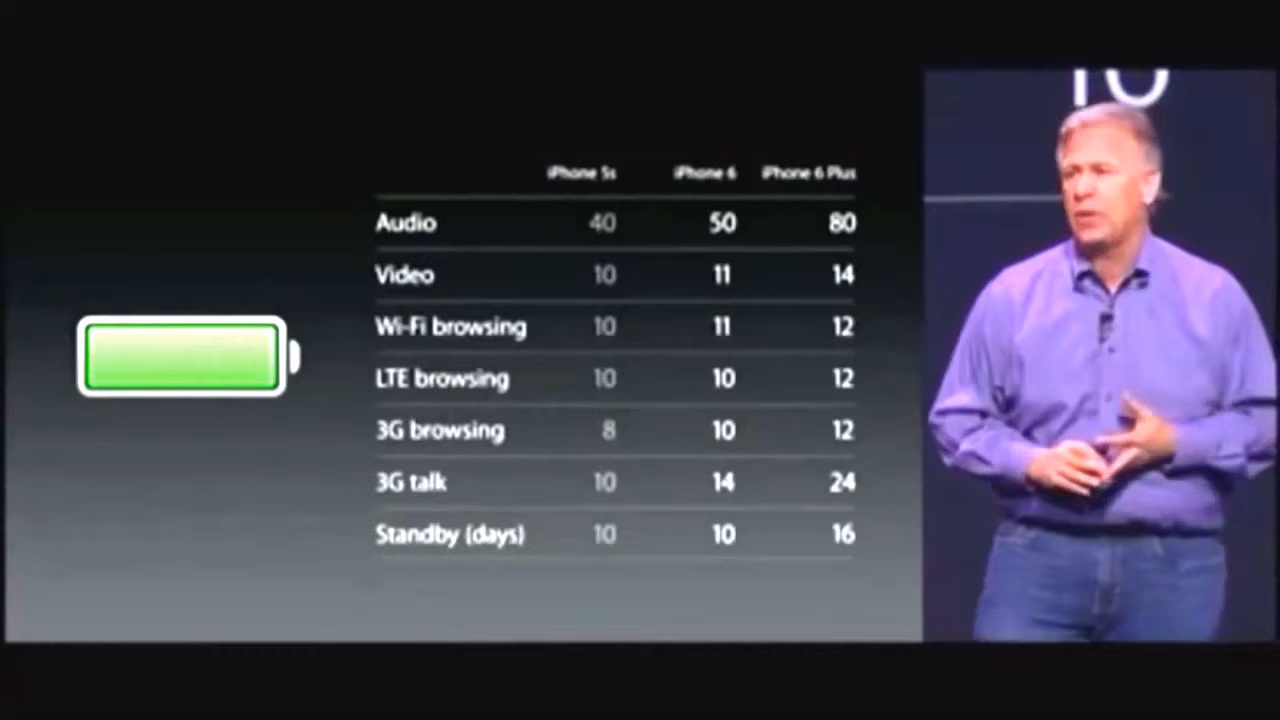 iPhone 5s iPhone 6 iPhone 6 Plus
Audio 40 50 80
Video 10 11 14
Wi-Fi browsing 10 11 12
LTE browsing 10 10 12
3G browsing 8 10 12
3G talk 10 14 24
Standby (days) 10 10 16